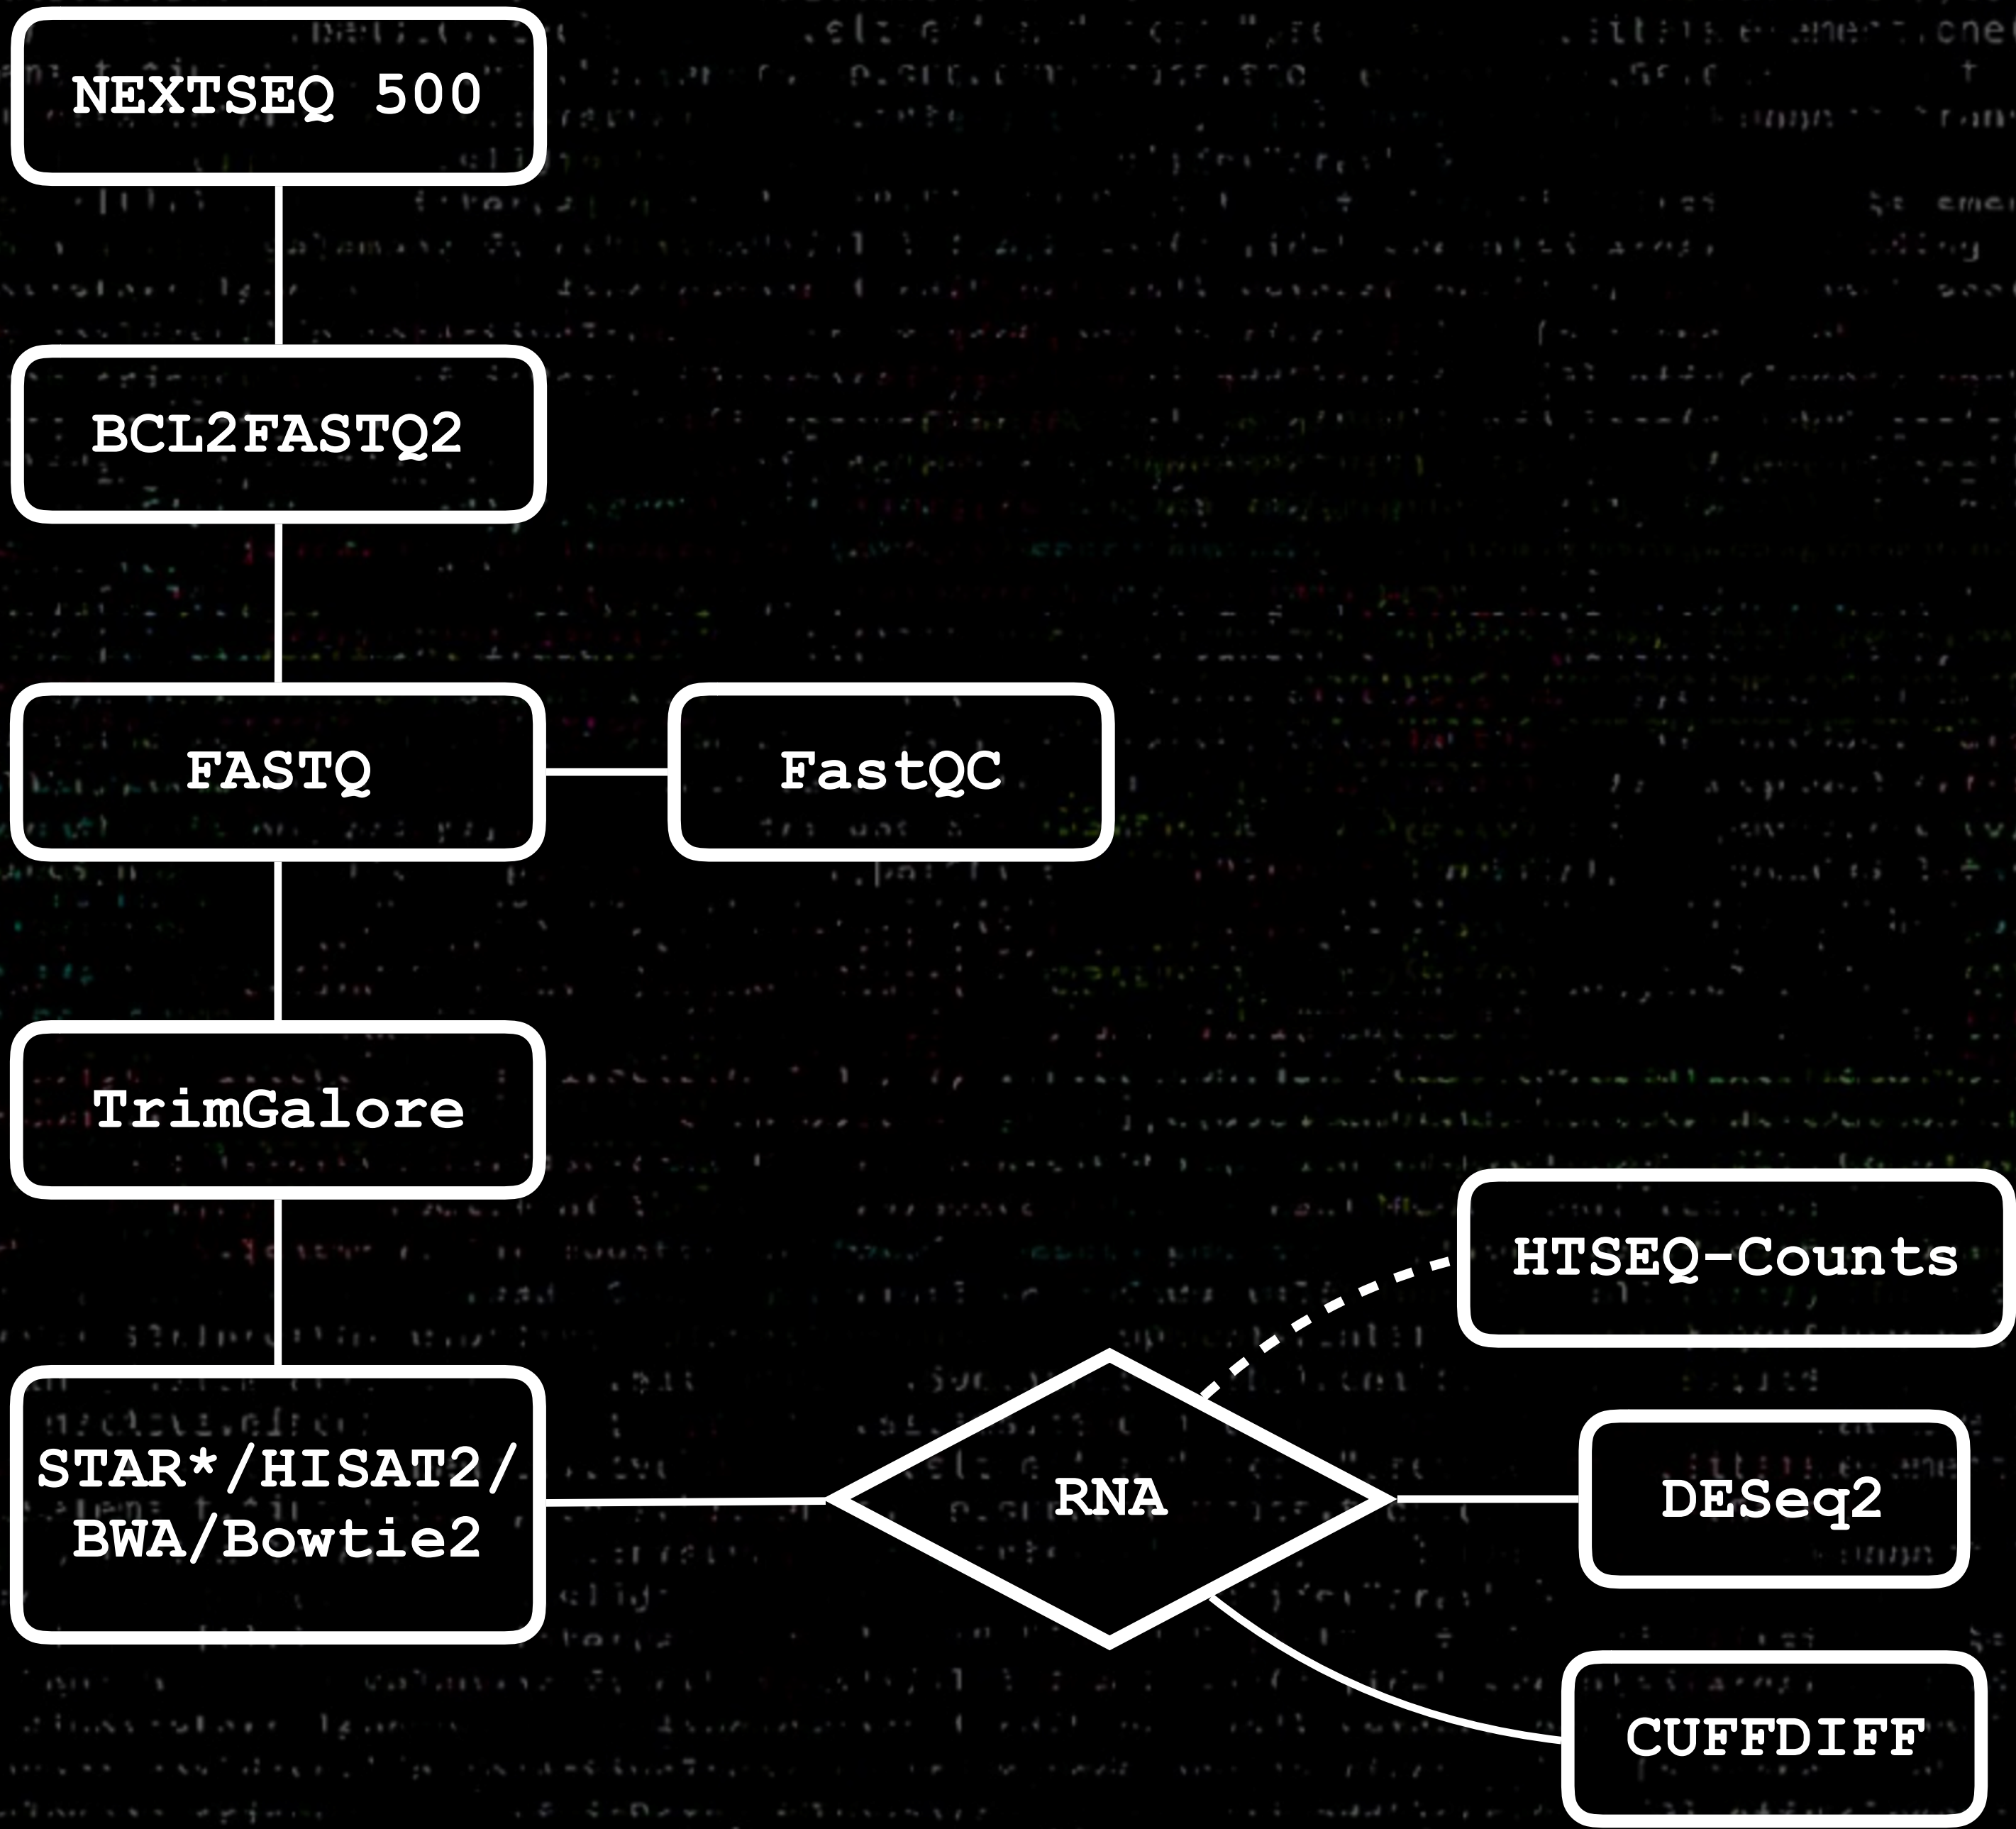 NEXTSEQ 500
BCL2FASTQ2
FASTQ
FastQC
TrimGalore
HTSEQ-Counts
STAR*/HISAT2/
BWA/Bowtie2
RNA
DESeq2
CUFFDIFF